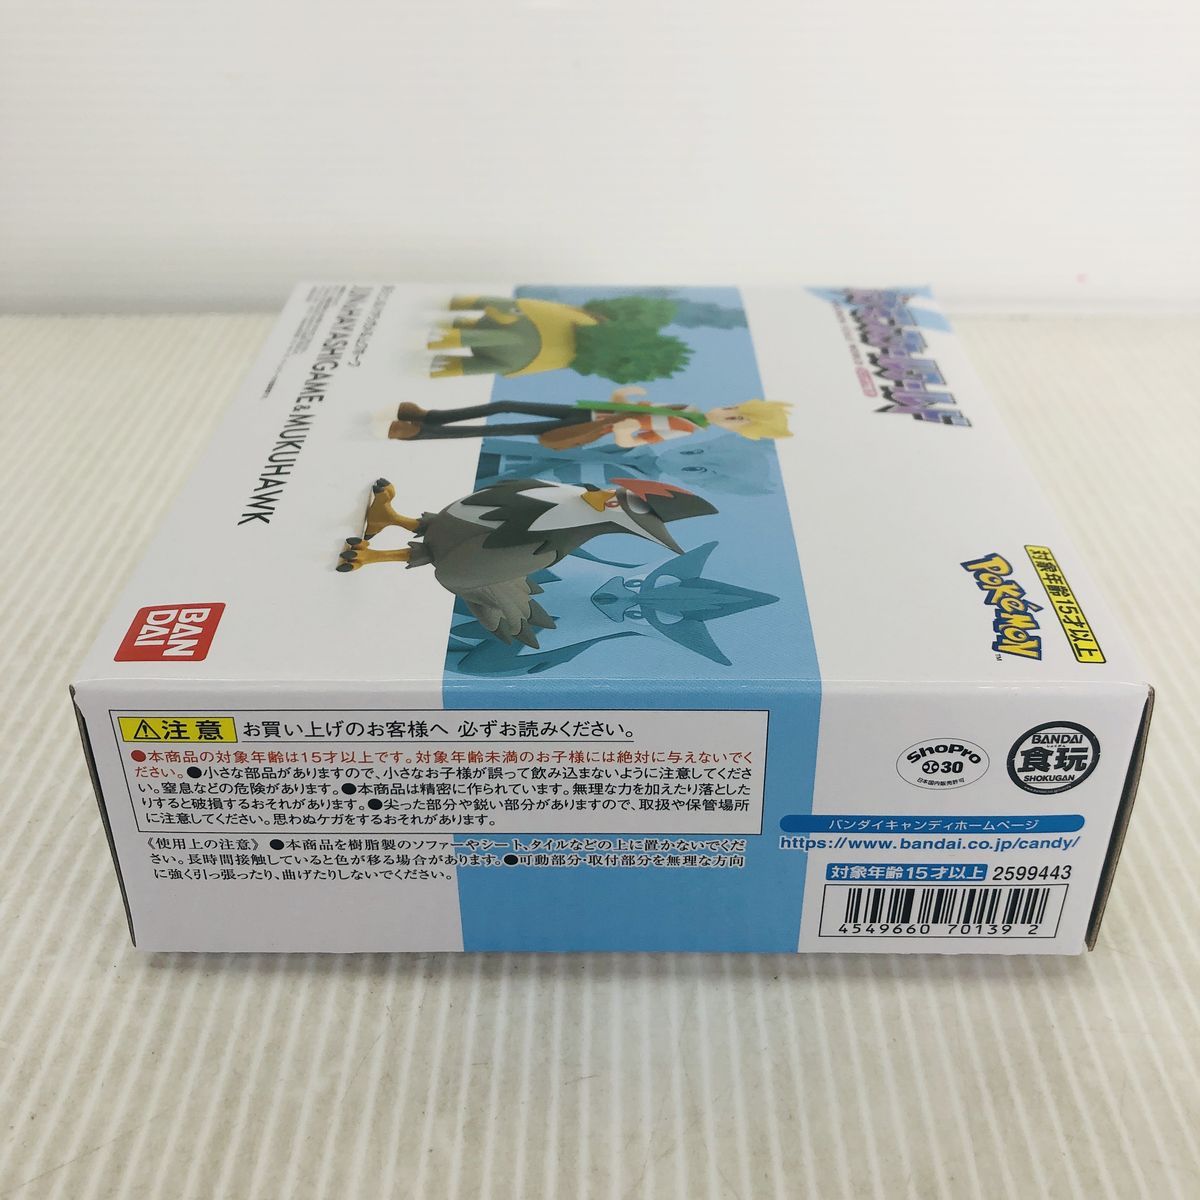 JUN & HAYASHIGAME & MUKUHAWK
BAN
DAI
POKÉMON
TM
対象年齢15才以上
注意 お買い上げのお客様へ 必ずお読みください。
●本商品の対象年齢は15才以上です。対象年齢未満のお子様には絶対に与えないでく
ださい。●小さな部品がありますので、小さなお子様が誤って飲み込まないように注意してくださ
い。窒息などの危険があります。●本商品は精密に作られています。無理な力を加えたり落とした
りすると破損するおそれがあります。●尖った部分や鋭い部分がありますので、取扱や保管場所
に注意してください。思わぬケガをするおそれがあります。
《使用上の注意》 ●本商品を樹脂製のソファーやシート、タイルなどの上に置かないでくだ
さい。長時間接触していると色が移る場合があります。●可動部分・取付部分を無理な方向
に強く引っ張ったり、曲げたりしないでください。
ShoPro
30
日本国内販売許可
BANDAI
食玩
SHOKUGAN
バンダイキャンディホームページ
https://www.bandai.co.jp/candy/
対象年齢15才以上 2599443
4549660 70139 2